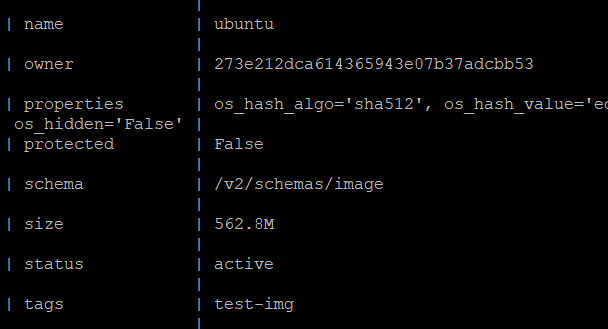 | name | ubuntu
| owner | 273e212dca614365943e07b37adcbb53
| properties | os_hash_algo='sha512', os_hash_value='ec
os_hidden='False' |
| protected | False
| schema | /v2/schemas/image
| size | 562.8M
| status | active
| tags | test-img